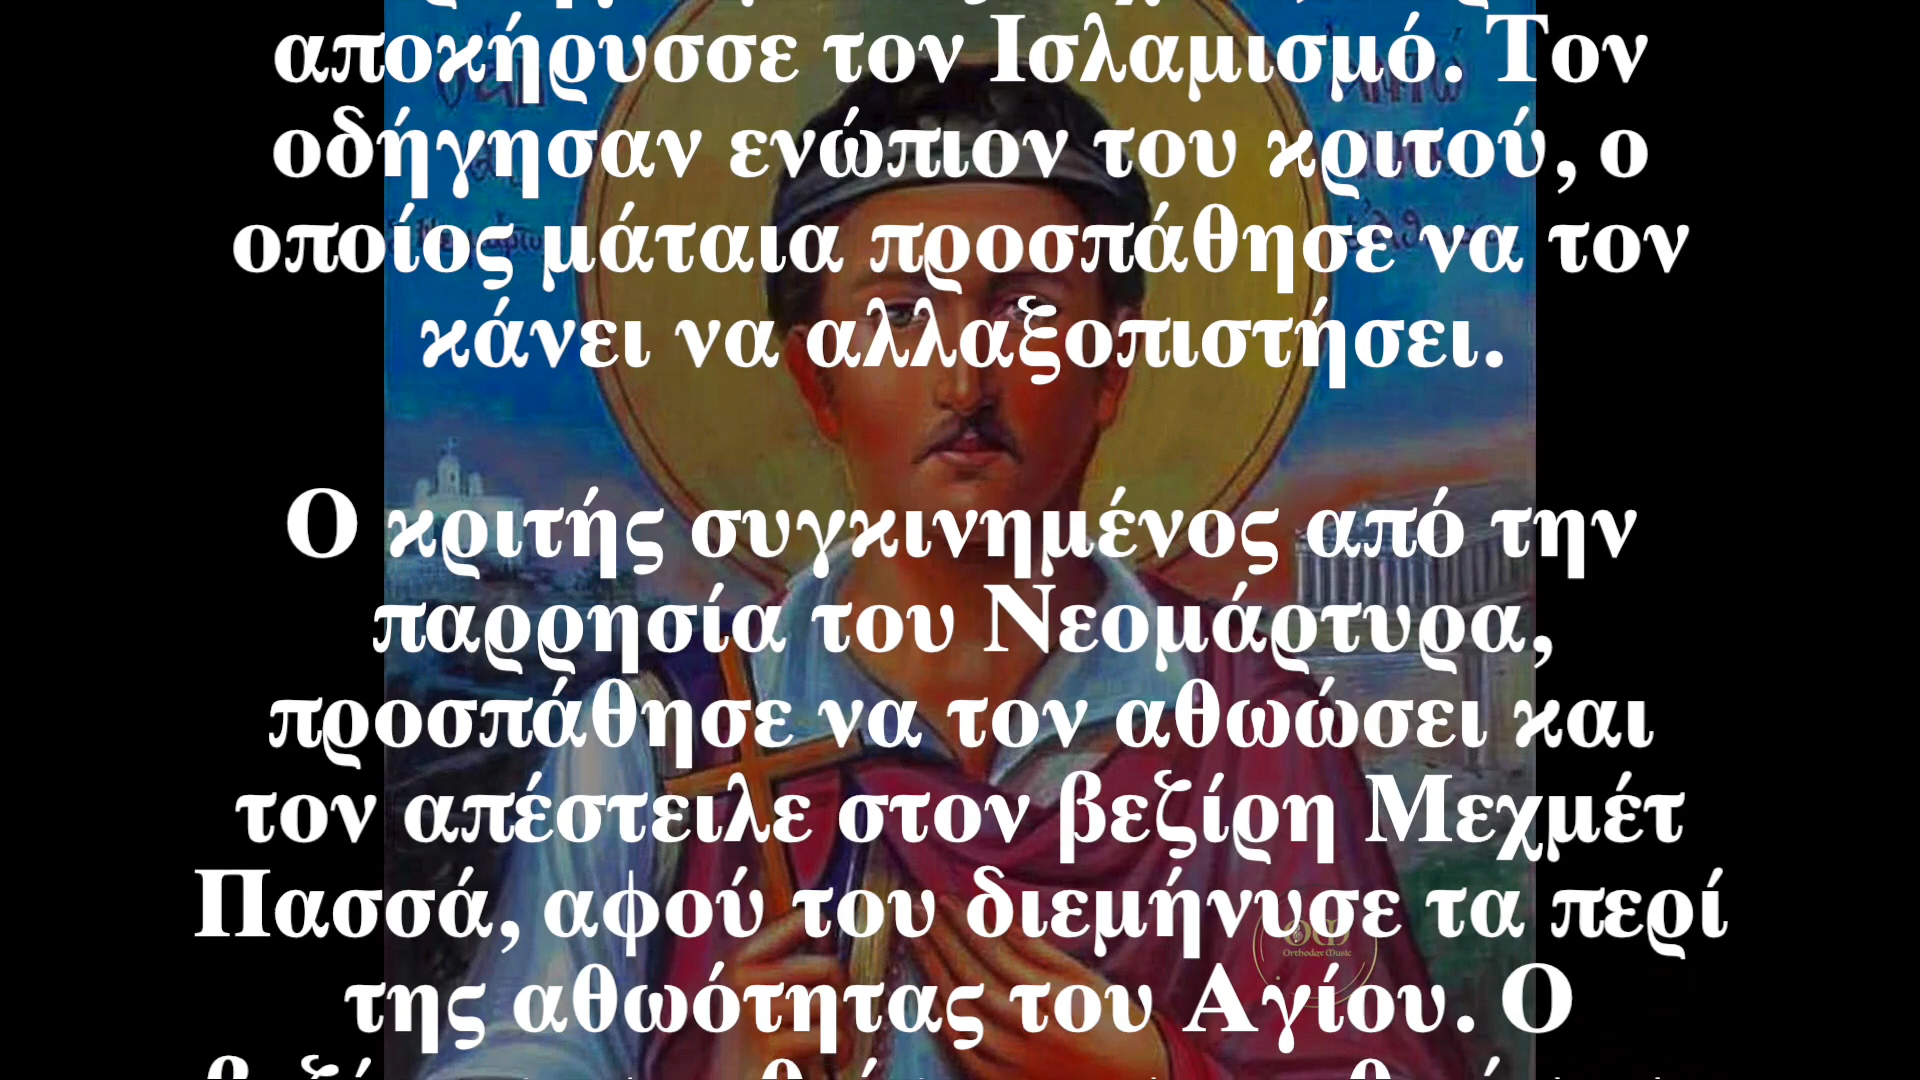 αποκήρυσσε τον Ισλαμισμό. Τον
οδήγησαν ενώπιον του κριτού, ο
οποίος μάταια προσπάθησε να τον
κάνει να αλλαξοπιστήσει.
Ο κριτής συγκινημένος από την
παρρησία του Νεομάρτυρα,
προσπάθησε να τον αθωώσει και
τον απέστειλε στον βεζίρη Μεχμέτ
Πασσά, αφού του διεμήνυσε τα περί
της αθωότητας του Αγίου. Ο
Orthodox Music